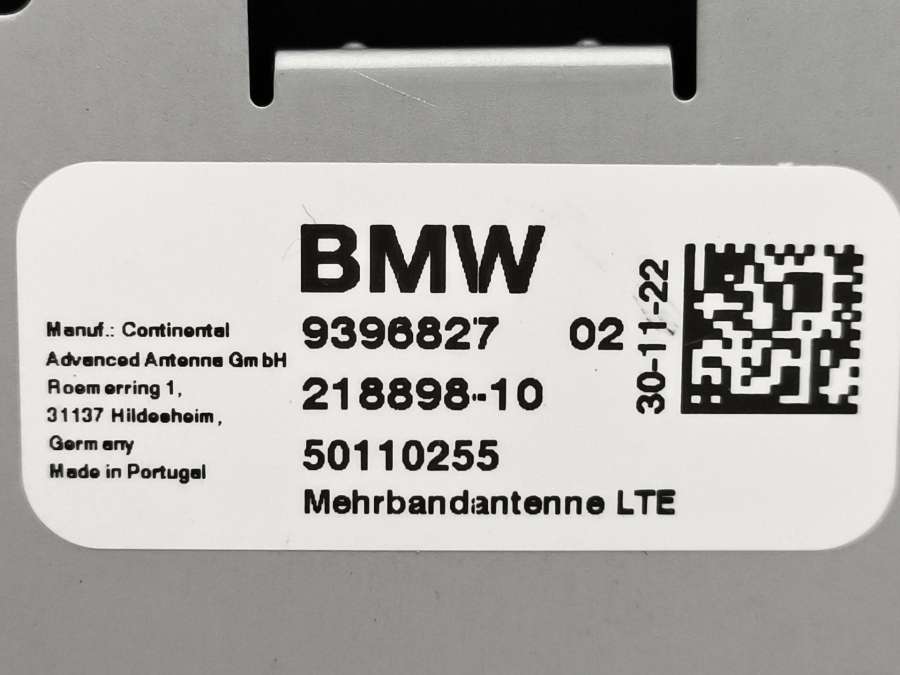 BMW
Manuf.: Continental
Advanced Antenna GmbH
Roemerring 1,
31137 Hildesheim,
Germany
Made in Portugal
9396827 02
218898-10
50110255
Mehrbandantenne LTE
30-11-22